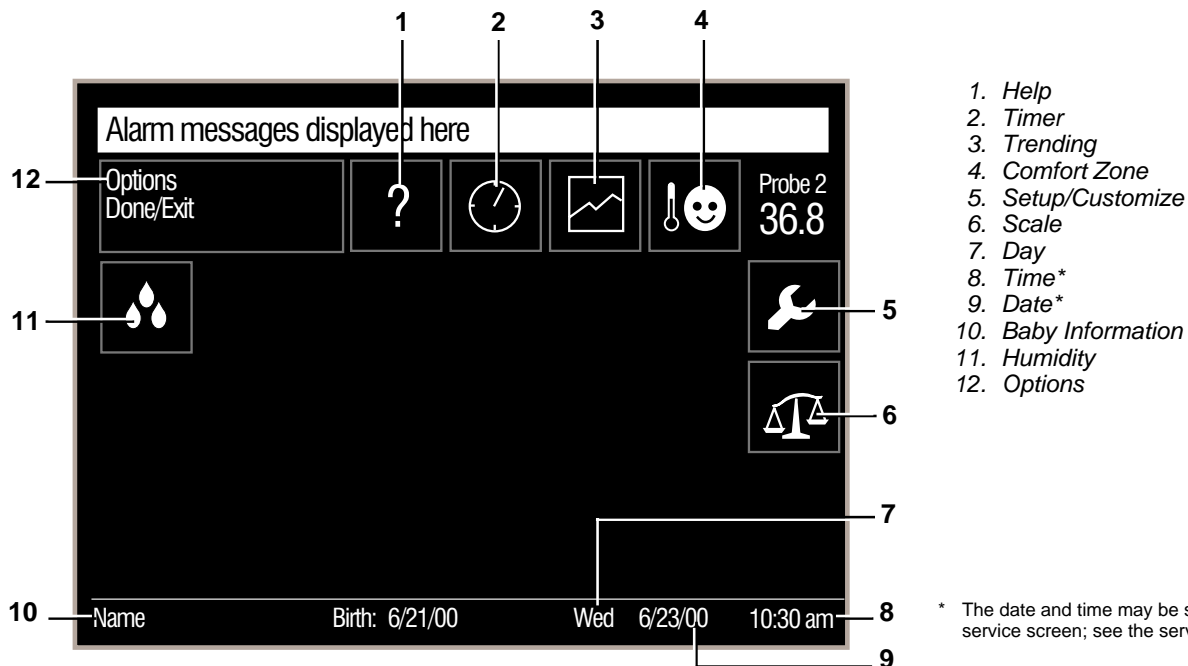 1 2 3 4
Alarm messages displayed here
12
Options
Done/Exit
?
Probe 2
36.8
11
5
6
7
10
Name Birth: 6/21/00 Wed 6/23/00 10:30 am
8
9
1. Help
2. Timer
3. Trending
4. Comfort Zone
5. Setup/Customize
6. Scale
7. Day
8. Time*
9. Date*
10. Baby Information
11. Humidity
12. Options
* The date and time may be
service screen; see the